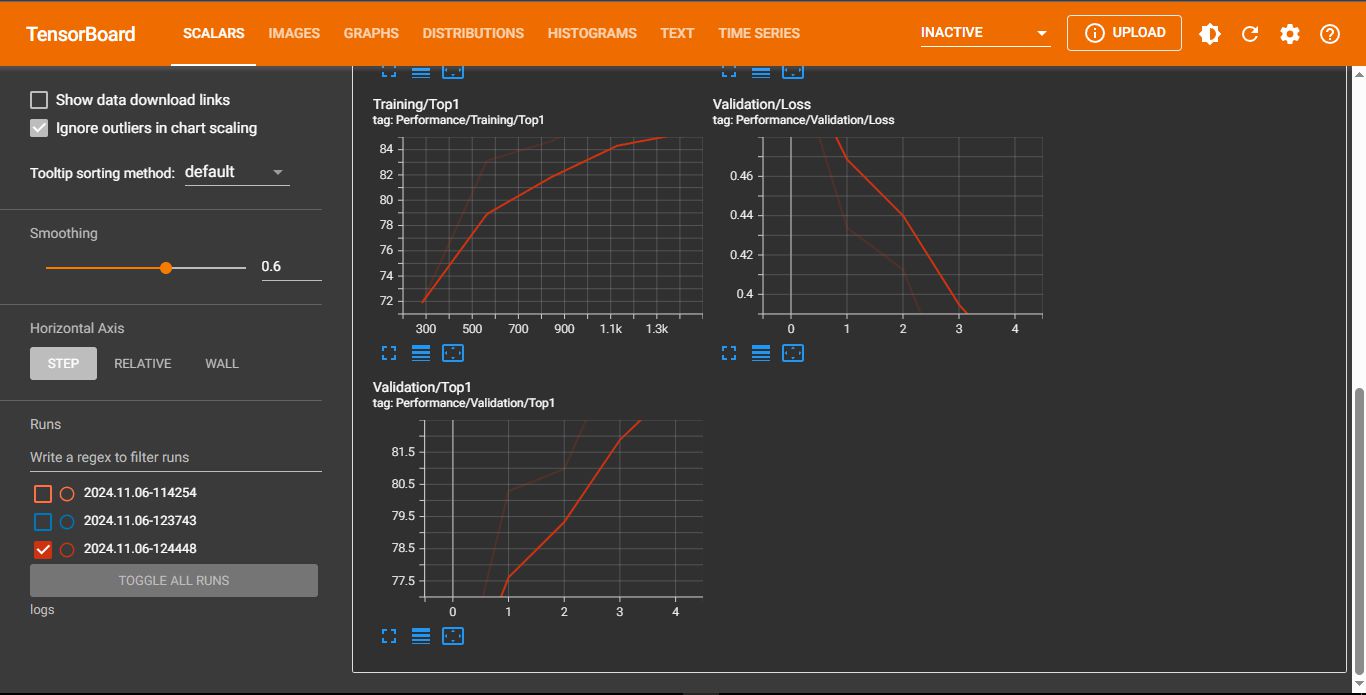 TensorBoard SCALARS IMAGES GRAPHS DISTRIBUTIONS HISTOGRAMS TEXT TIME SERIES INACTIVE UPLOAD
Show data download links
Ignore outliers in chart scaling
Tooltip sorting method: default
Smoothing
0.6
Horizontal Axis
STEP RELATIVE WALL
Runs
Write a regex to filter runs
2024.11.06-114254
2024.11.06-123743
2024.11.06-124448
TOGGLE ALL RUNS
logs
Training/Top1
tag: Performance/Training/Top1
84
82
80
78
76
74
72
300 500 700 900 1.1k 1.3k
Validation/Loss
tag: Performance/Validation/Loss
0.46
0.44
0.42
0.4
0 1 2 3 4
Validation/Top1
tag: Performance/Validation/Top1
81.5
80.5
79.5
78.5
77.5
0 1 2 3 4